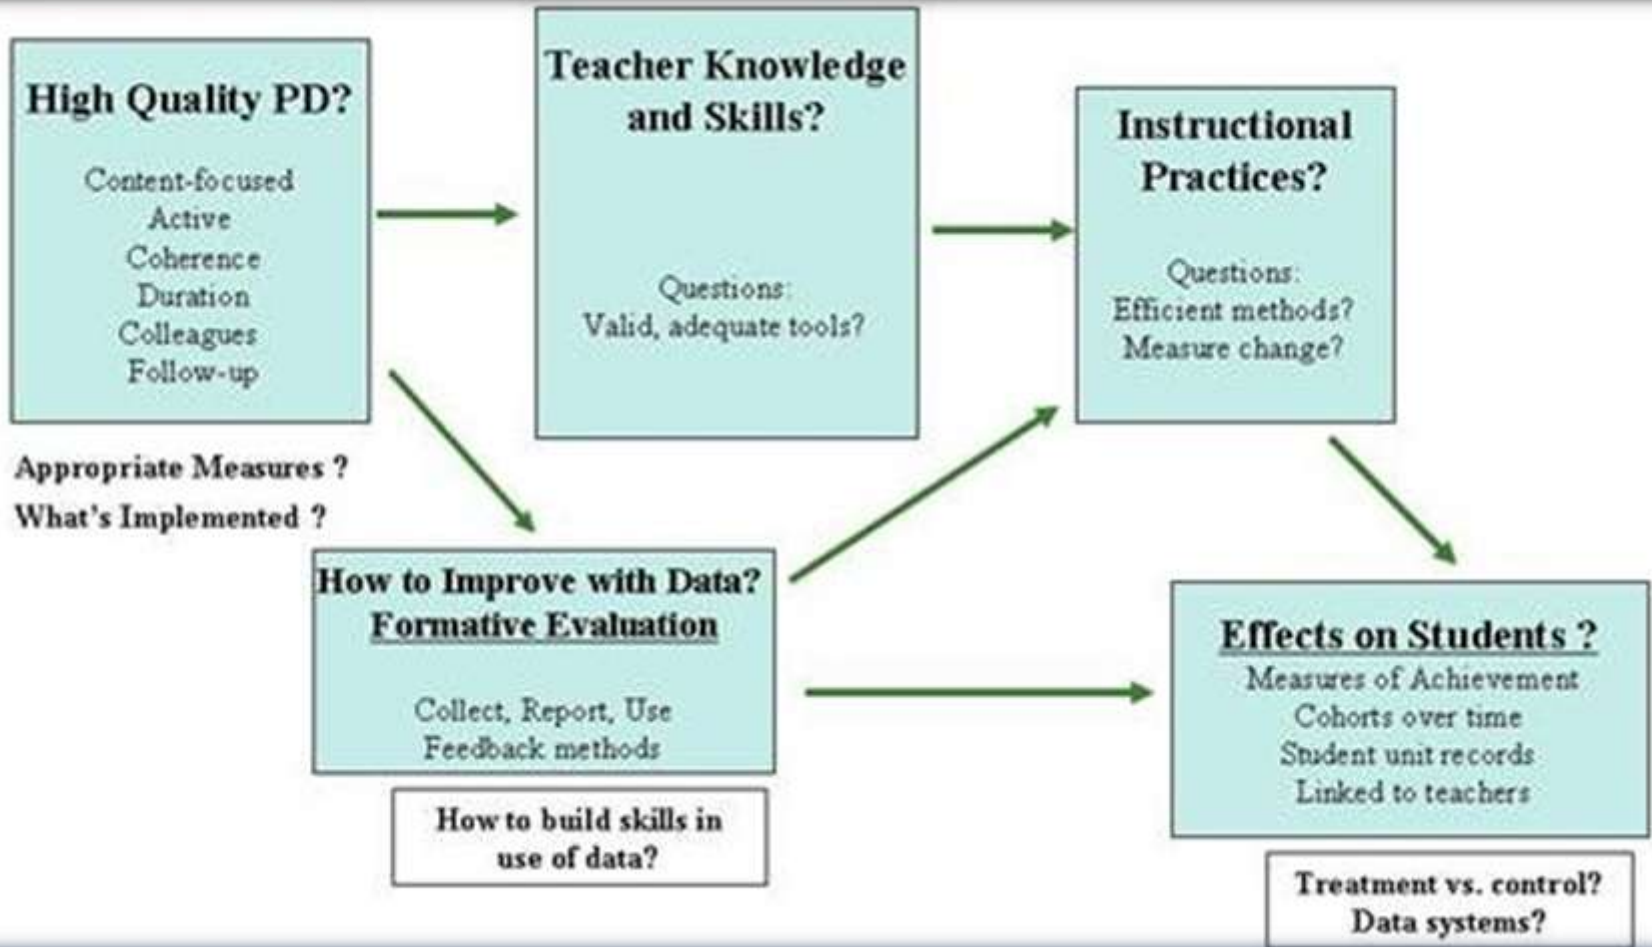 High Quality PD?
Content-focused
Active
Coherence
Duration
Colleagues
Follow-up
Appropriate Measures ?
What's Implemented ?
Teacher Knowledge
and Skills?
Questions:
Valid, adequate tools?
Instructional
Practices?
Questions:
Efficient methods?
Measure change?
How to Improve with Data?
Formative Evaluation
Collect, Report, Use
Feedback methods
How to build skills in
use of data?
Effects on Students ?
Measures of Achievement
Cohorts over time
Student unit records
Linked to teachers
Treatment vs. control?
Data systems?